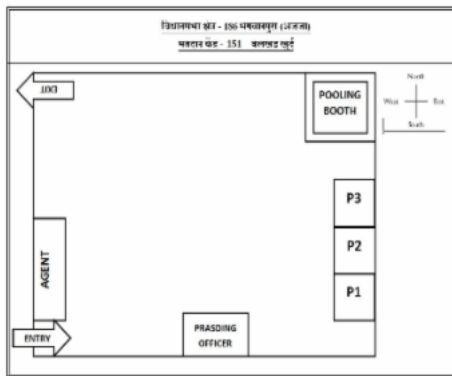 विधानसभा क्षेत्र - 186 भगवानपुरा (अजजा)
मतदान केंद्र - 151 बलखड खुर्द
EXIT
POOLING
BOOTH
North
West
East
South
P3
P2
P1
AGENT
ENTRY
PRASDING
OFFICER